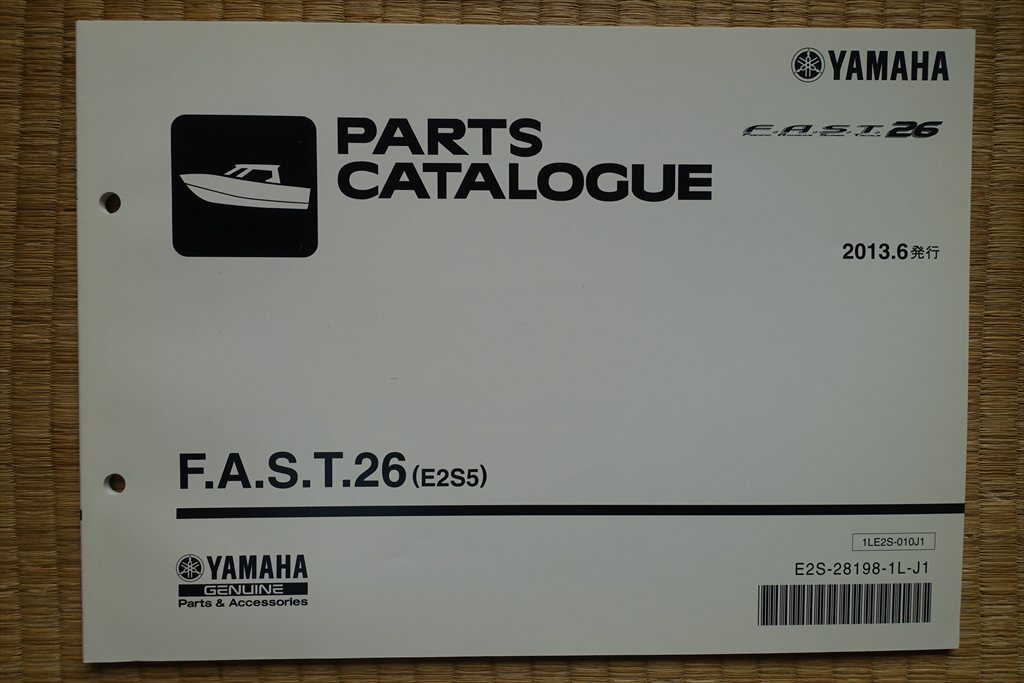 YAMAHA
PARTS
CATALOGUE
F.A.S.T.26
2013.6発行
F.A.S.T.26 (E2S5)
1LE2S-010J1
E2S-28198-1L-J1
YAMAHA
GENUINE
Parts & Accessories